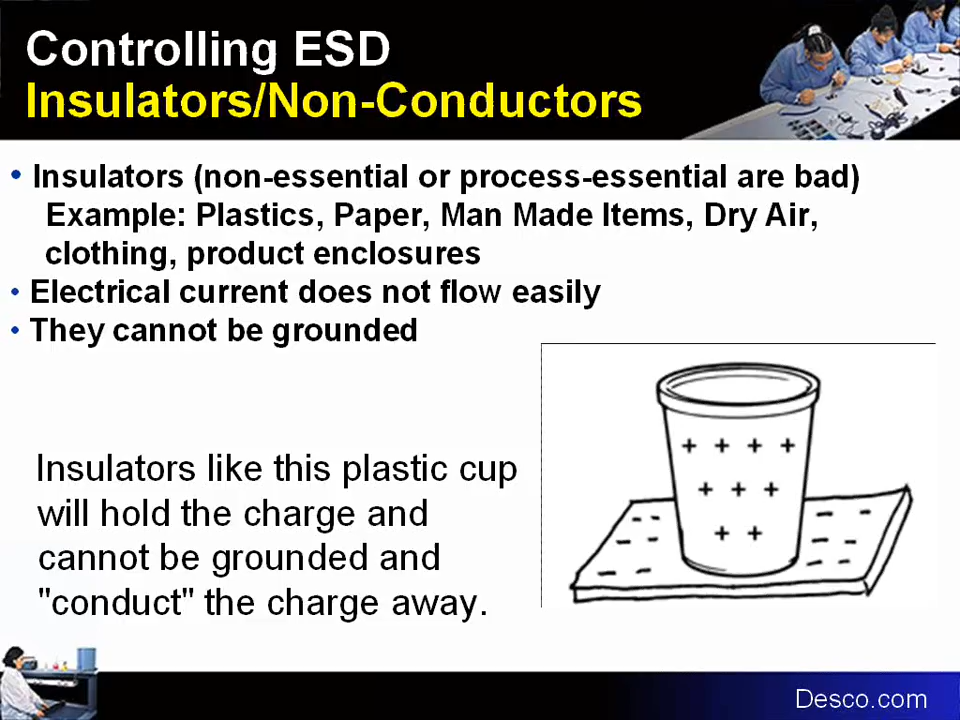 Controlling ESD
Insulators/Non-Conductors
• Insulators (non-essential or process-essential are bad)
Example: Plastics, Paper, Man Made Items, Dry Air,
clothing, product enclosures
• Electrical current does not flow easily
• They cannot be grounded
Insulators like this plastic cup
will hold the charge and
cannot be grounded and
"conduct" the charge away.
+ + + +
+ + +
+ +
Desco.com